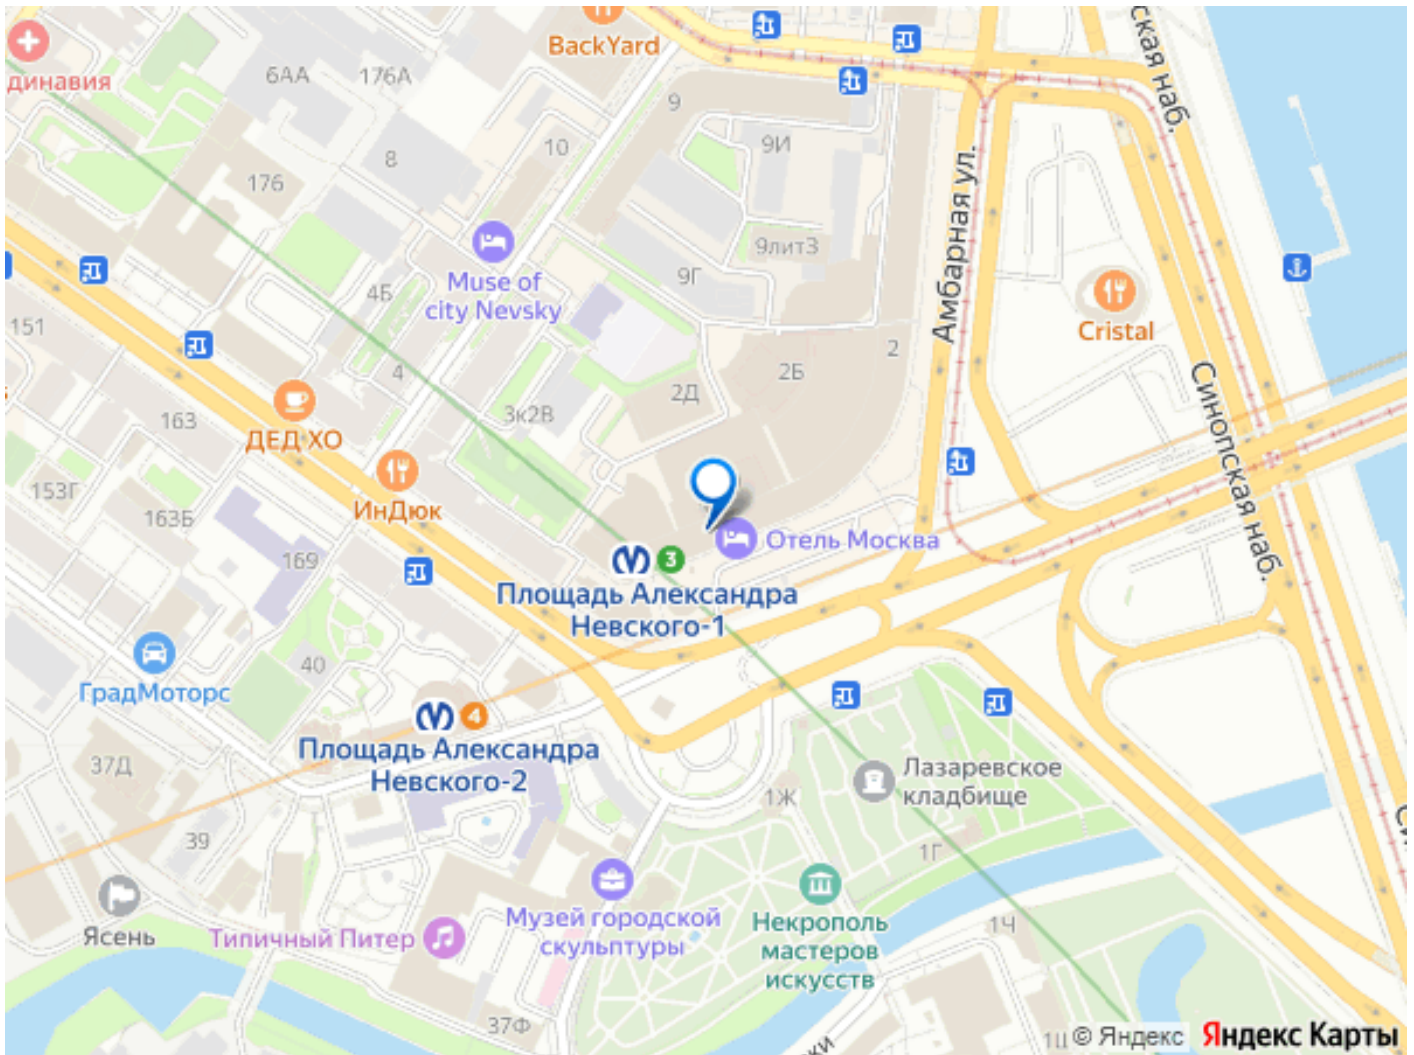 BackYard
ская наб.
динавия
6АА
176А
9
9И
10
8
176
Амбарная ул.
9лит3
Muse of
city Nevsky
9Г
4Б
Cristal
151
2
2Б
4
2Д
3к2В
163
ДЕД ХО
Синопская наб.
153Г
ИнДюк
163Б
Отель Москва
169
3
Площадь Александра
Невского-1
40
ГрадМоторс
4
Площадь Александра
Невского-2
37Д
Лазаревское
кладбище
1Ж
39
1Г
Музей городской
скульптуры
Некрополь
мастеров
искусств
Ясень
Типичный Питер
1Ч
37Ф
1Ц
© Яндекс
Яндекс Карты